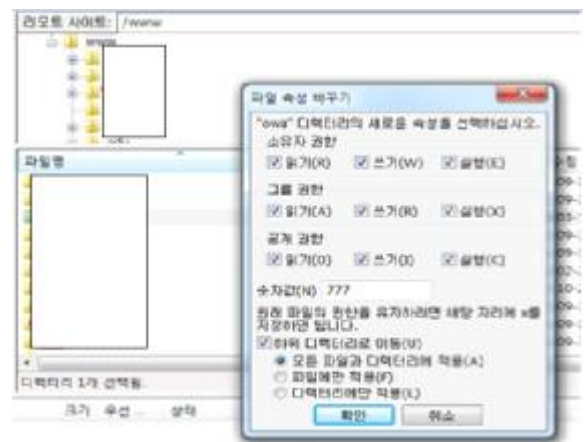 리모트 사이트: /www
www
파일명
디렉터리 1개 선택됨.
크기 우선 ... 상태
파일 속성 바꾸기
"owa" 디렉터리의 새로운 속성을 선택하십시오.
소유자 권한
읽기(R) 쓰기(W) 실행(E)
그룹 권한
읽기(A) 쓰기(R) 실행(X)
공개 권한
읽기(O) 쓰기(I) 실행(C)
숫자값(N) 777
원래 파일의 권한을 유지하려면 해당 자리에 x를
지정하면 됩니다.
하위 디렉터리로 이동(U)
모든 파일과 디렉터리에 적용(A)
파일에만 적용(F)
디렉터리에만 적용(L)
확인 취소